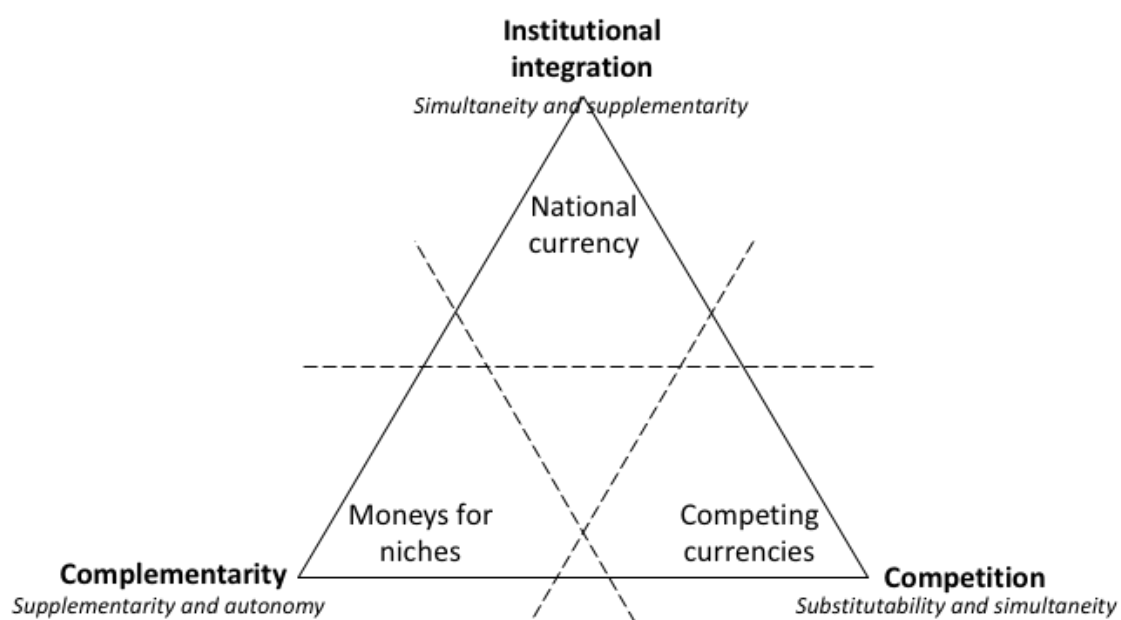 Institutional
integration
Simultaneity and supplementarity
National
currency
Moneys for
niches
Competing
currencies
Complementarity
Supplementarity and autonomy
Competition
Substitutability and simultaneity